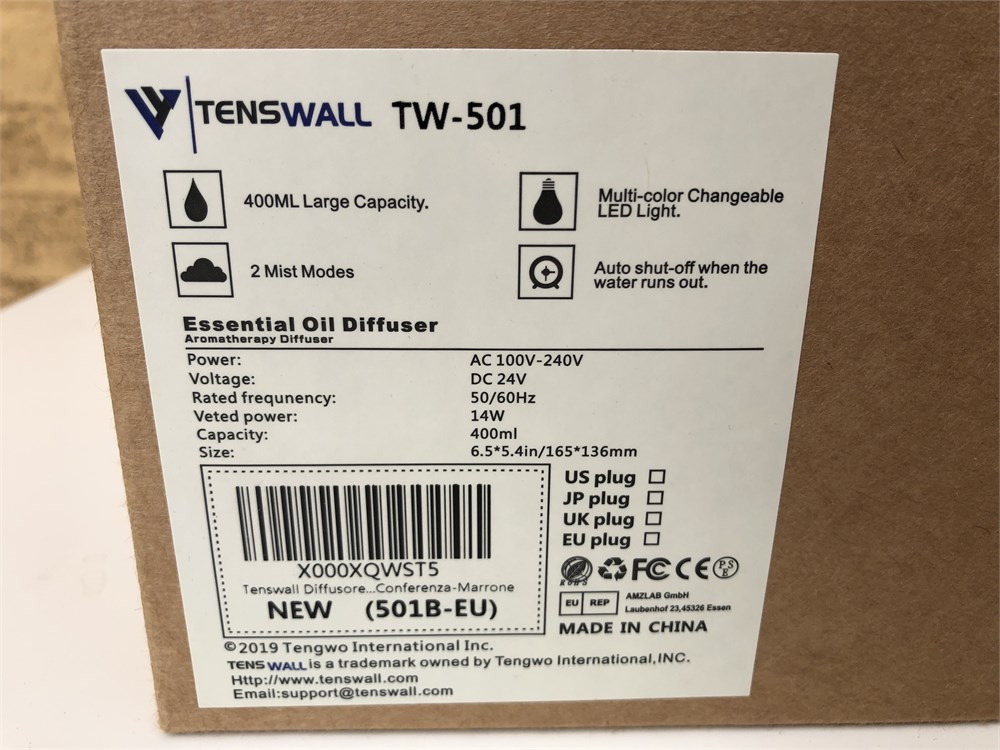 TENSWALL TW-501
400ML Large Capacity.
Multi-color Changeable
LED Light.
2 Mist Modes
Auto shut-off when the
water runs out.
Essential Oil Diffuser
Aromatherapy Diffuser
Power: AC 100V-240V
Voltage: DC 24V
Rated frequnency: 50/60Hz
Veted power: 14W
Capacity: 400ml
Size: 6.5*5.4in/165*136mm
X000XQWST5
Tenswall Diffusore...Conferenza-Marrone
NEW (501B-EU)
US plug
JP plug
UK plug
EU plug
RoHS FC CE PSE
EU REP
AMZLAB GmbH
Laubenhof 23,45326 Essen
MADE IN CHINA
©2019 Tengwo International Inc.
TENSWALL is a trademark owned by Tengwo International,INC.
Http://www.tenswall.com
Email:support@tenswall.com